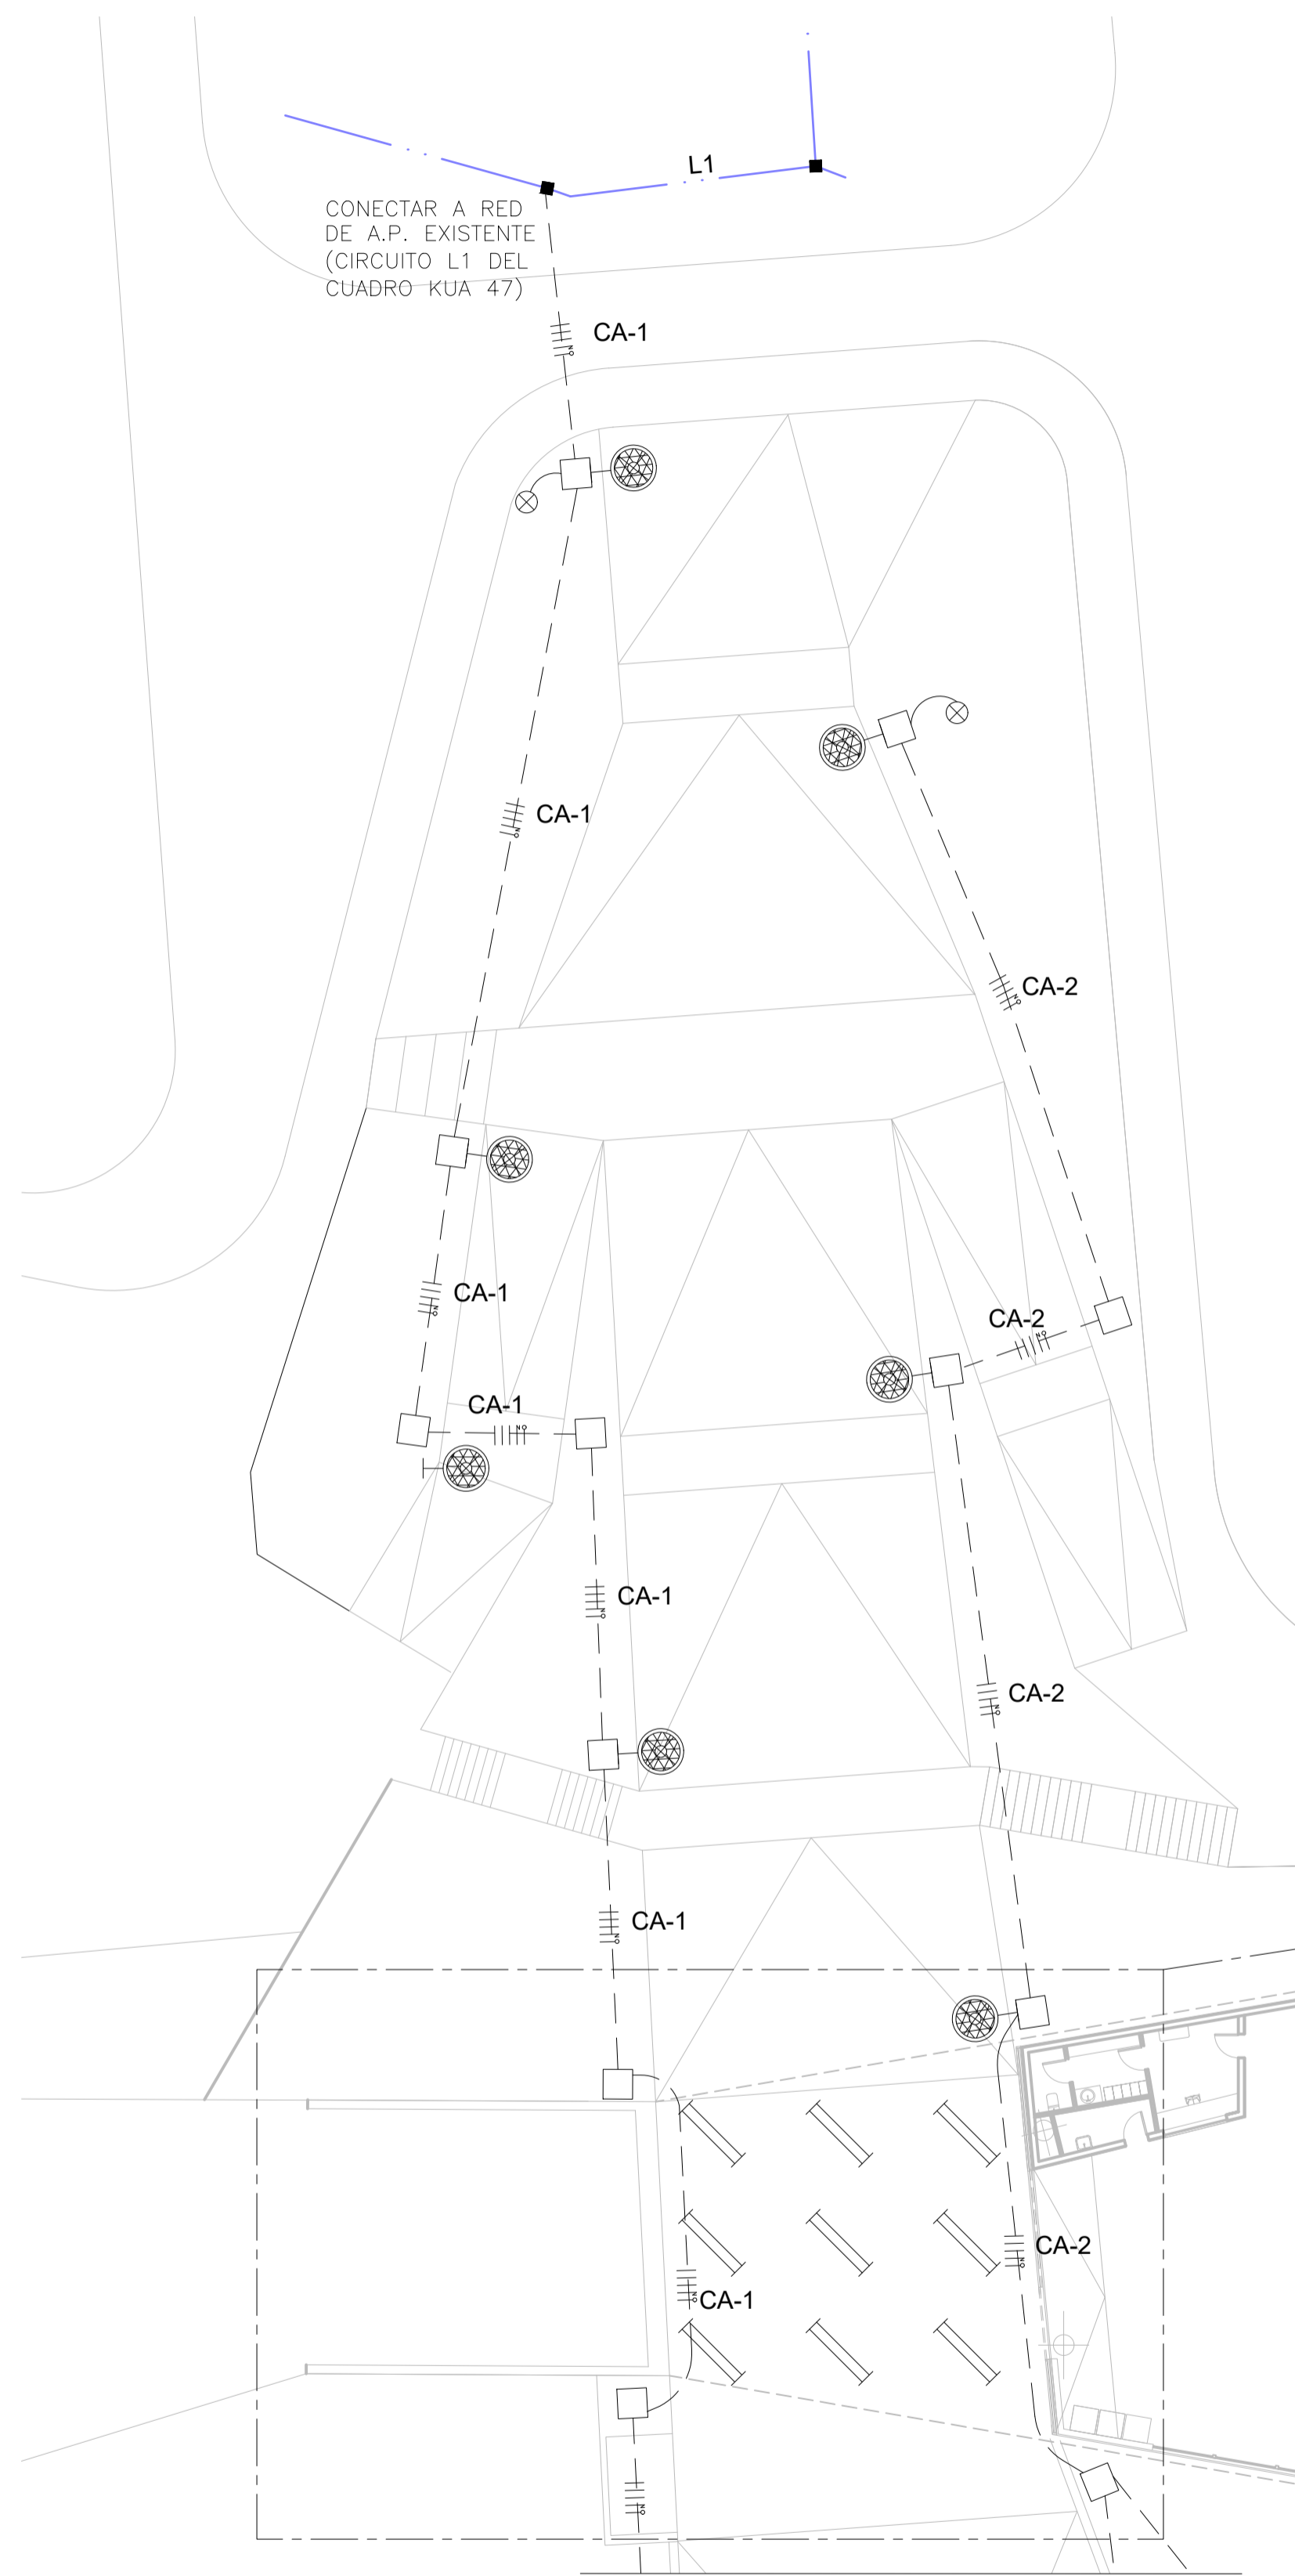 L1
CONECTAR A RED
DE A.P. EXISTENTE
(CIRCUITO L1 DEL
CUADRO KUA 47)
CA-1
CA-1
CA-2
CA-1
CA-2
CA-1
CA-1
CA-2
CA-1
CA-2
CA-1